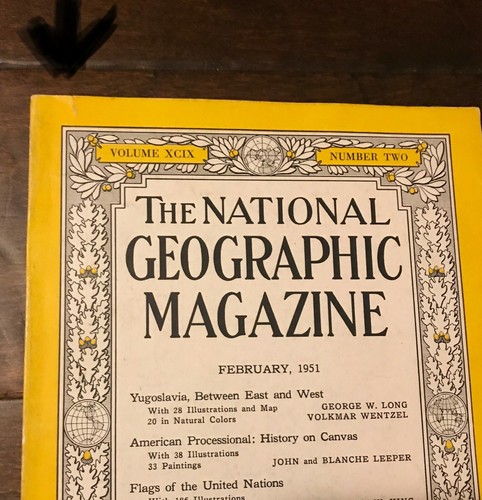 VOLUME XCIX NUMBER TWO
THE NATIONAL
GEOGRAPHIC
MAGAZINE
FEBRUARY, 1951
Yugoslavia, Between East and West
With 28 Illustrations and Map GEORGE W. LONG
20 in Natural Colors VOLKMAR WENTZEL
American Processional: History on Canvas
With 38 Illustrations
33 Paintings JOHN and BLANCHE LEEPER
Flags of the United Nations